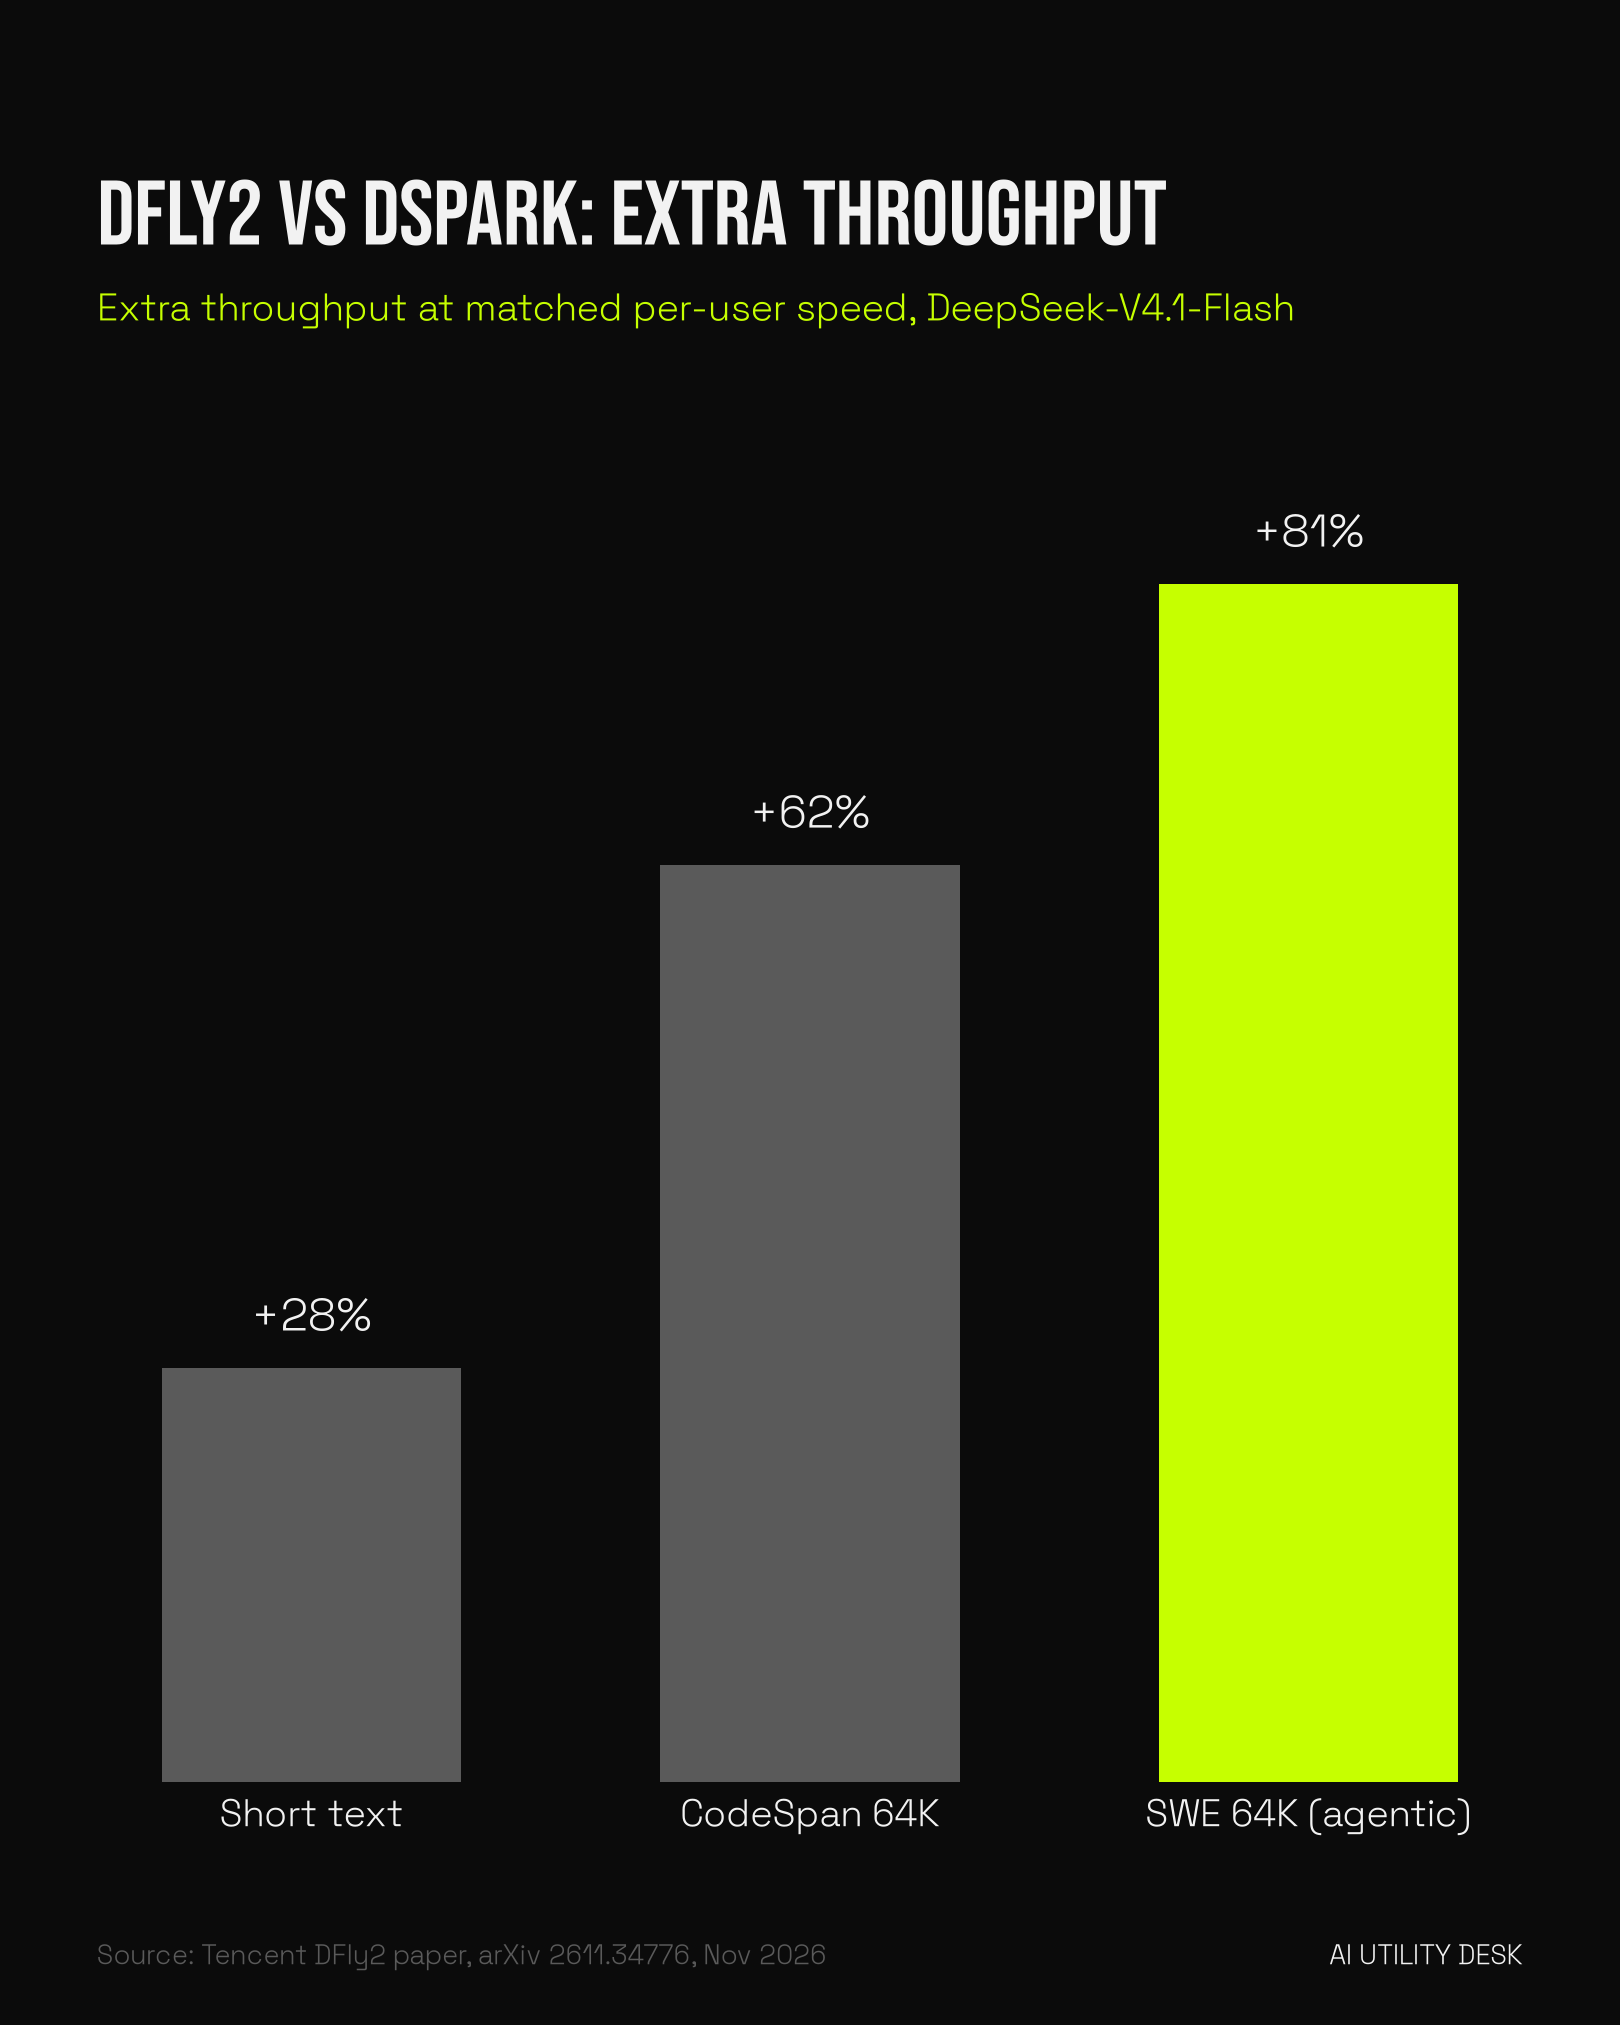 DFLY2 VS DSPARK: EXTRA THROUGHPUT
Extra throughput at matched per-user speed, DeepSeek-V4.1-Flash
+81%
+62%
+28%
Short text
CodeSpan 64K
SWE 64K (agentic)
Source: Tencent DFly2 paper, arXiv 2611.34776, Nov 2026
AI UTILITY DESK